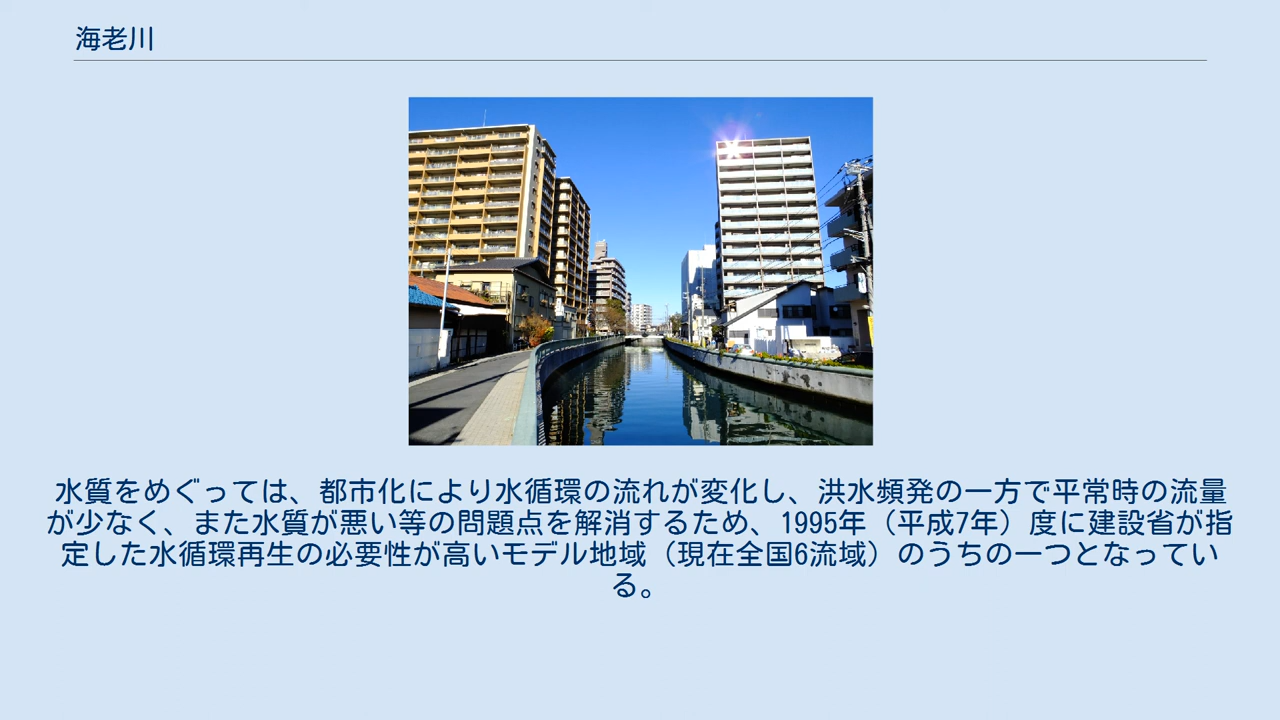 海老川
水質をめぐっては、都市化により水循環の流れが変化し、洪水頻発の一方で平常時の流量
が少なく、また水質が悪い等の問題点を解消するため、1995年（平成7年）度に建設省が指
定した水循環再生の必要性が高いモデル地域（現在全国6流域）のうちの一つとなってい
る。